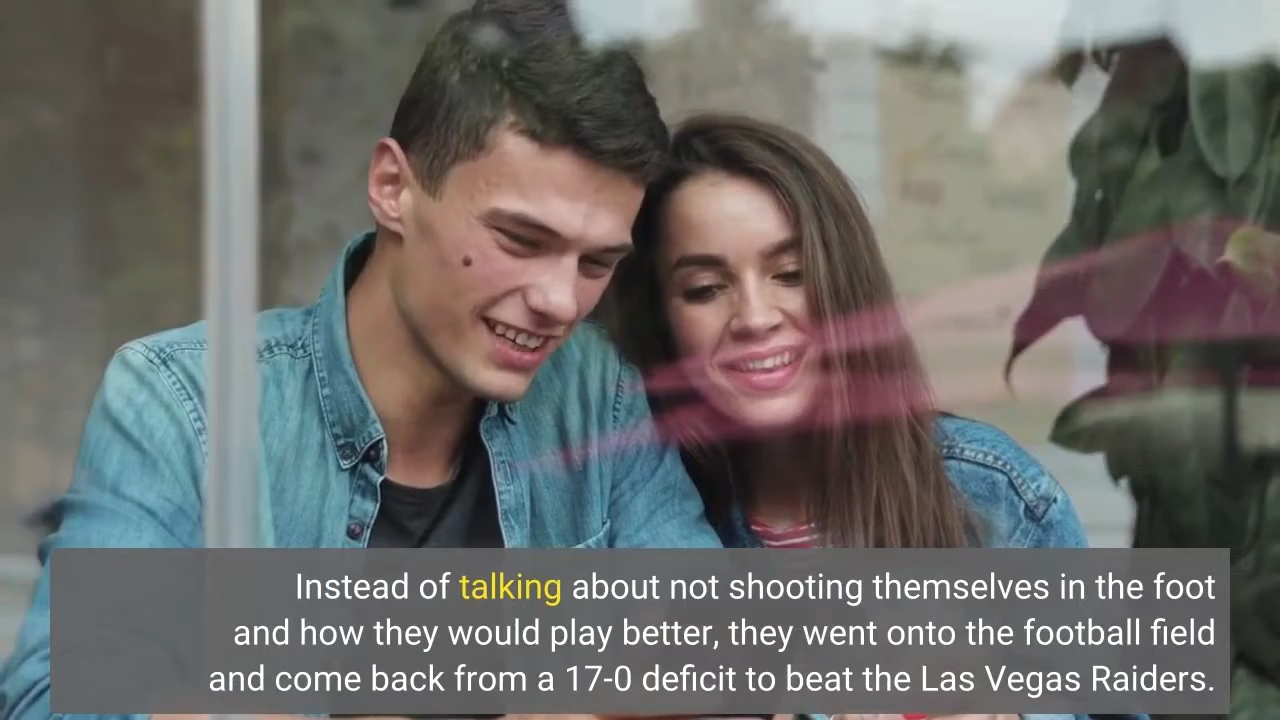 Instead of talking about not shooting themselves in the foot
and how they would play better, they went onto the football field
and come back from a 17-0 deficit to beat the Las Vegas Raiders.